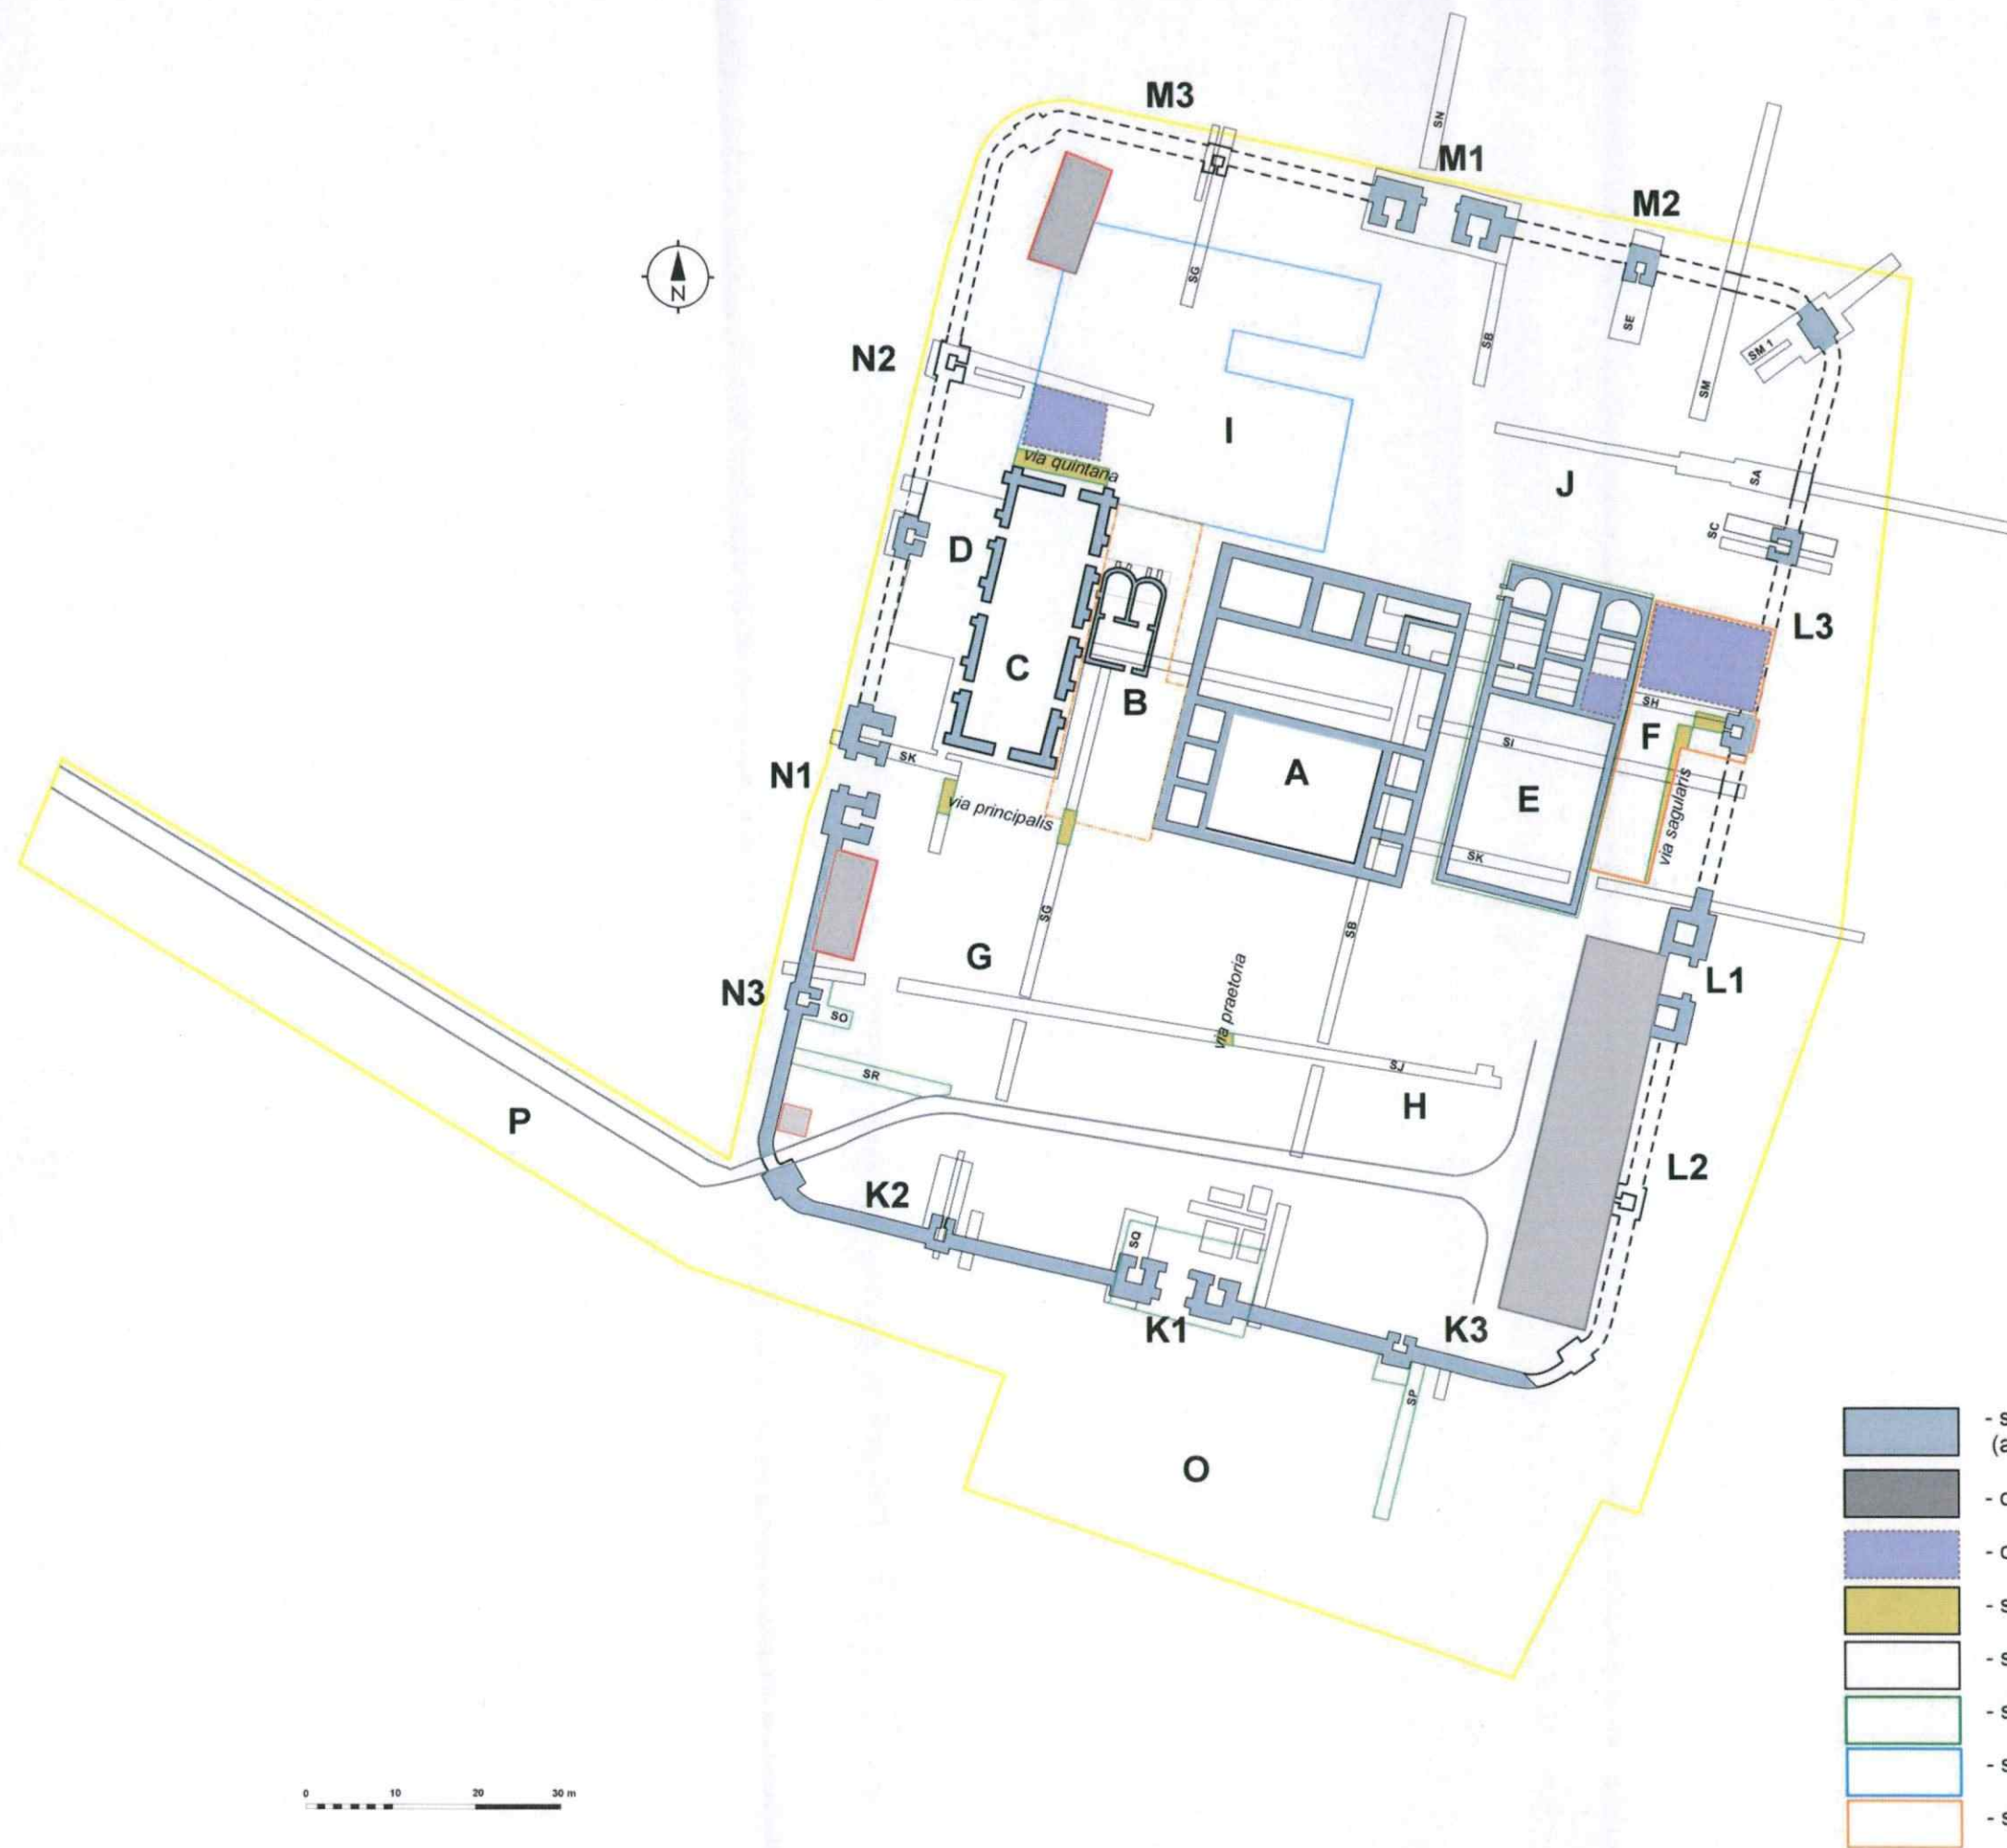 M3
M1
SN
M2
N
SG
SB
SE
SM 1
SM
N2
I
via quintana
J
SA
SC
D
L3
C
B
SH
F
A
SI
E
SK
N1
via principalis
via sagularis
SK
SG
SB
G
via praetoria
L1
N3
SO
SJ
SR
H
P
L2
K2
SQ
K1
K3
SP
O
0 10 20 30 m
- s
(a